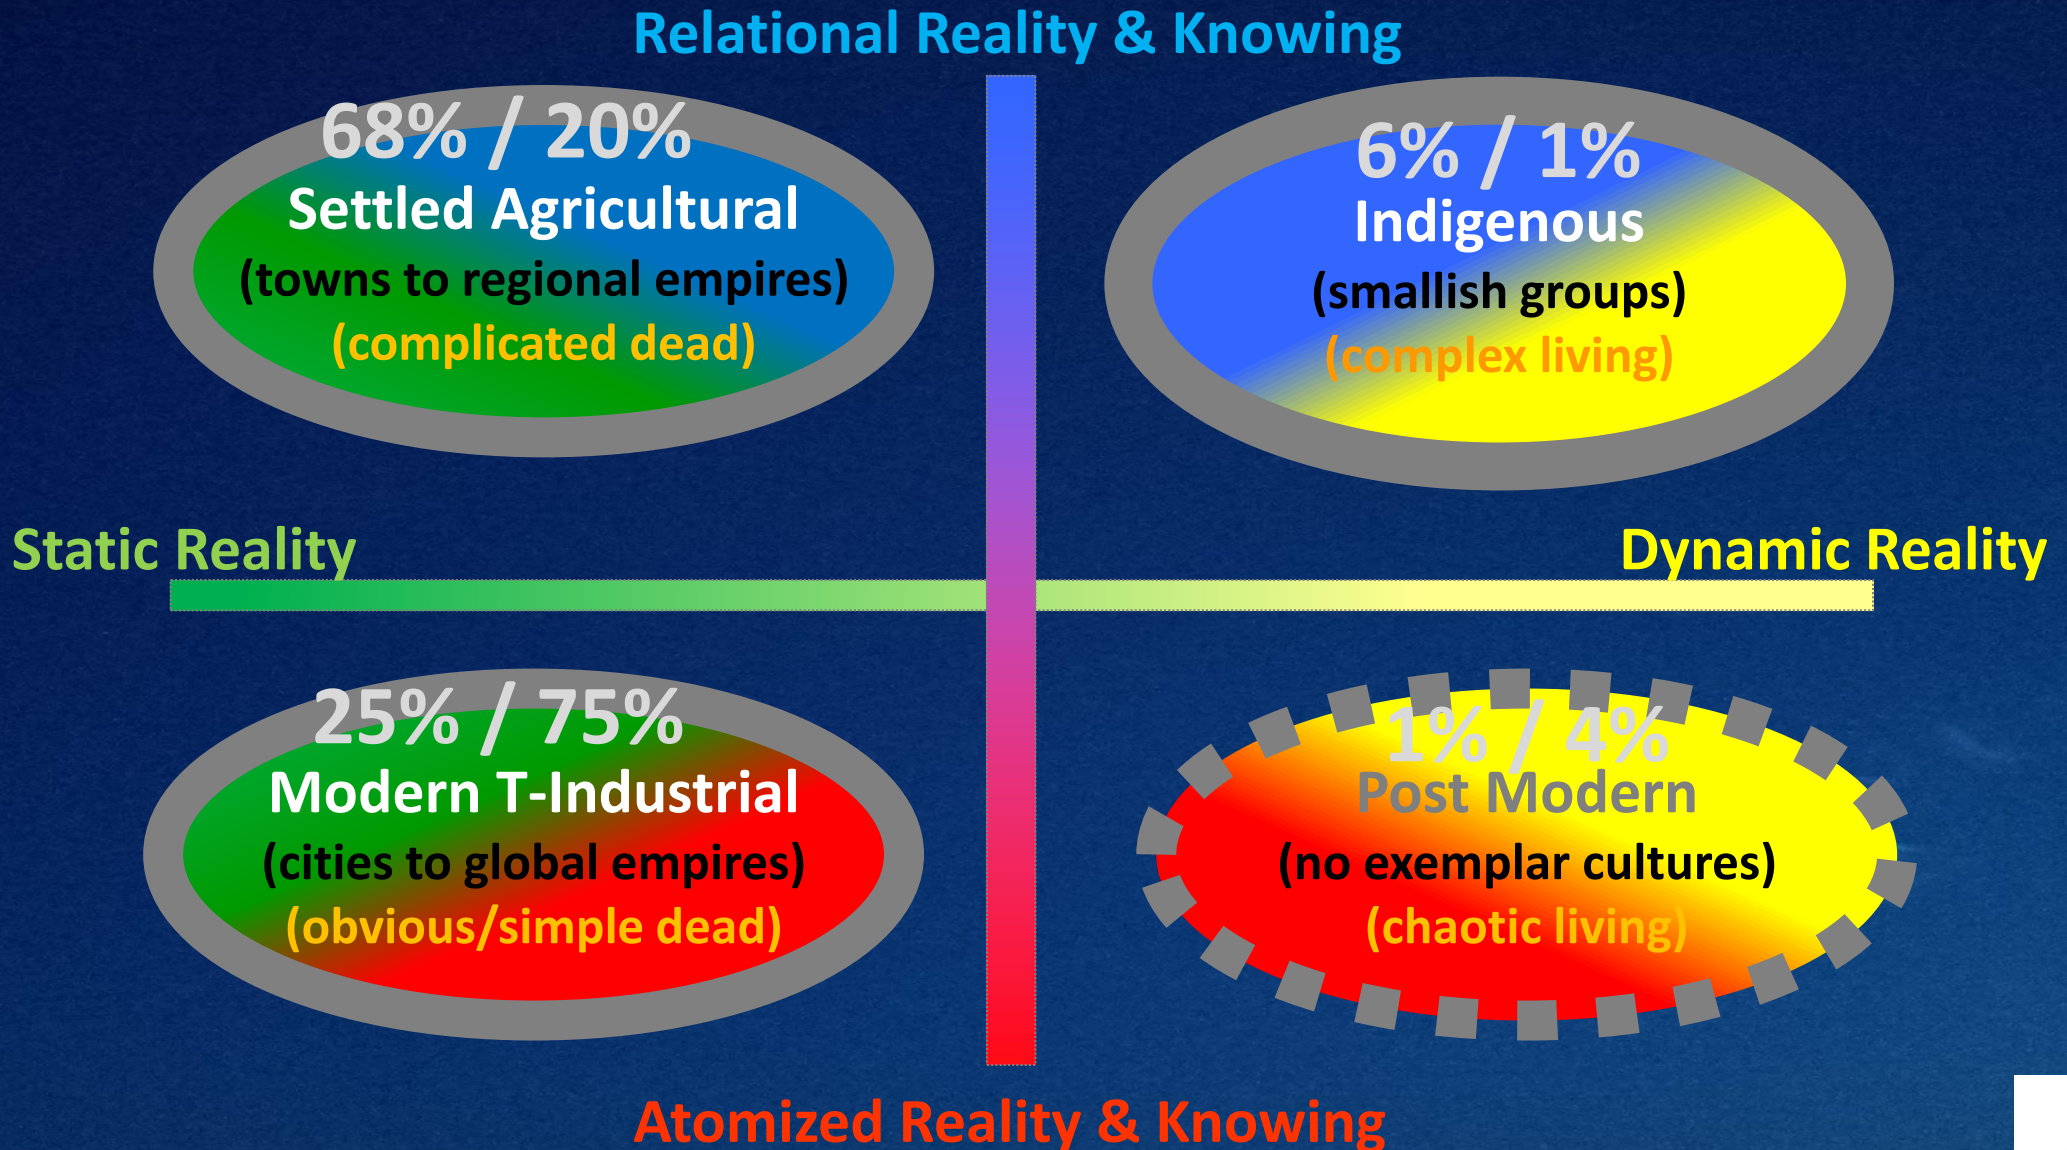 Relational Reality & Knowing
68% / 20%
Settled Agricultural
(towns to regional empires)
(complicated dead)
6% / 1%
Indigenous
(smallish groups)
(complex living)
Static Reality
Dynamic Reality
25% / 75%
Modern T-Industrial
(cities to global empires)
(obvious/simple dead)
1% / 4%
Post Modern
(no exemplar cultures)
(chaotic living)
Atomized Reality & Knowing